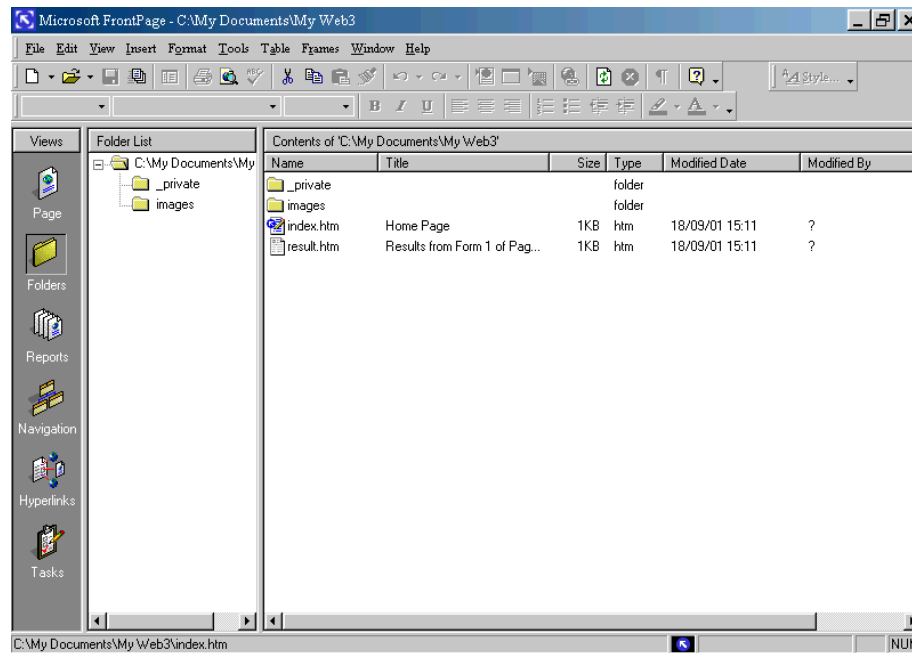 Microsoft FrontPage - C:\My Documents\My Web3
File Edit View Insert Format Tools Table Frames Window Help
Style...
B I U A
Views Folder List Contents of 'C:\My Documents\My Web3'
C:\My Documents\My Name Title Size Type Modified Date Modified By
_private _private folder
images images folder
Page index.htm Home Page 1KB htm 18/09/01 15:11 ?
result.htm Results from Form 1 of Pag... 1KB htm 18/09/01 15:11 ?
Folders
Reports
Navigation
Hyperlinks
Tasks
C:\My Documents\My Web3\index.htm NUM